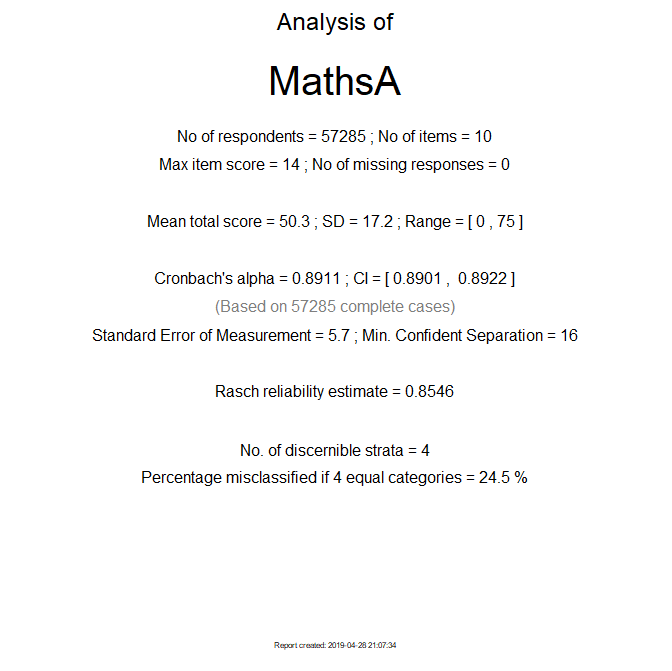 Analysis of
MathsA
No of respondents = 57285 ; No of items = 10
Max item score = 14 ; No of missing responses = 0
Mean total score = 50.3 ; SD = 17.2 ; Range = [ 0 , 75 ]
Cronbach's alpha = 0.8911 ; CI = [ 0.8901 , 0.8922 ]
(Based on 57285 complete cases)
Standard Error of Measurement = 5.7 ; Min. Confident Separation = 16
Rasch reliability estimate = 0.8546
No. of discernible strata = 4
Percentage misclassified if 4 equal categories = 24.5 %
Report created: 2019-04-28 21:07:34